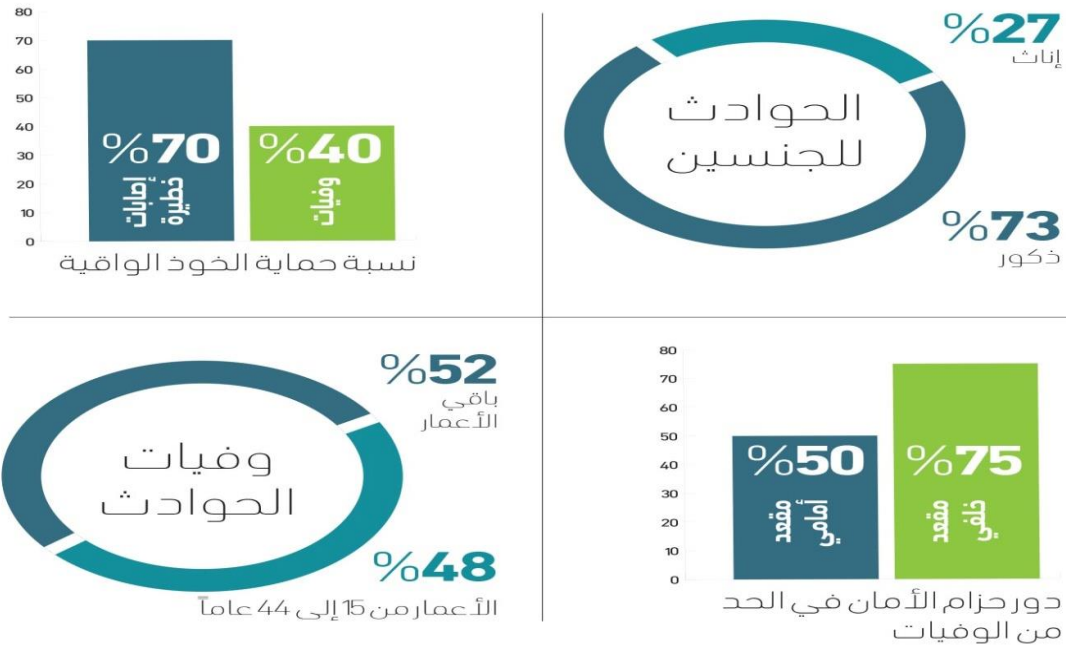 %27
إناث
الحوادث
للجنسين
%73
ذكور
80
70
60
50
40
30
20
10
0
%70
إصابات
خطيرة
%40
وفيات
نسبة حماية الخوذ الواقية
80
70
60
50
40
30
20
10
0
%50
مقعد
أمامي
%75
مقعد
خلفي
دور حزام الأمان في الحد
من الوفيات
%52
باقي
الأعمار
وفيات
الحوادث
%48
الأعمار من 15 إلى 44 عاماً